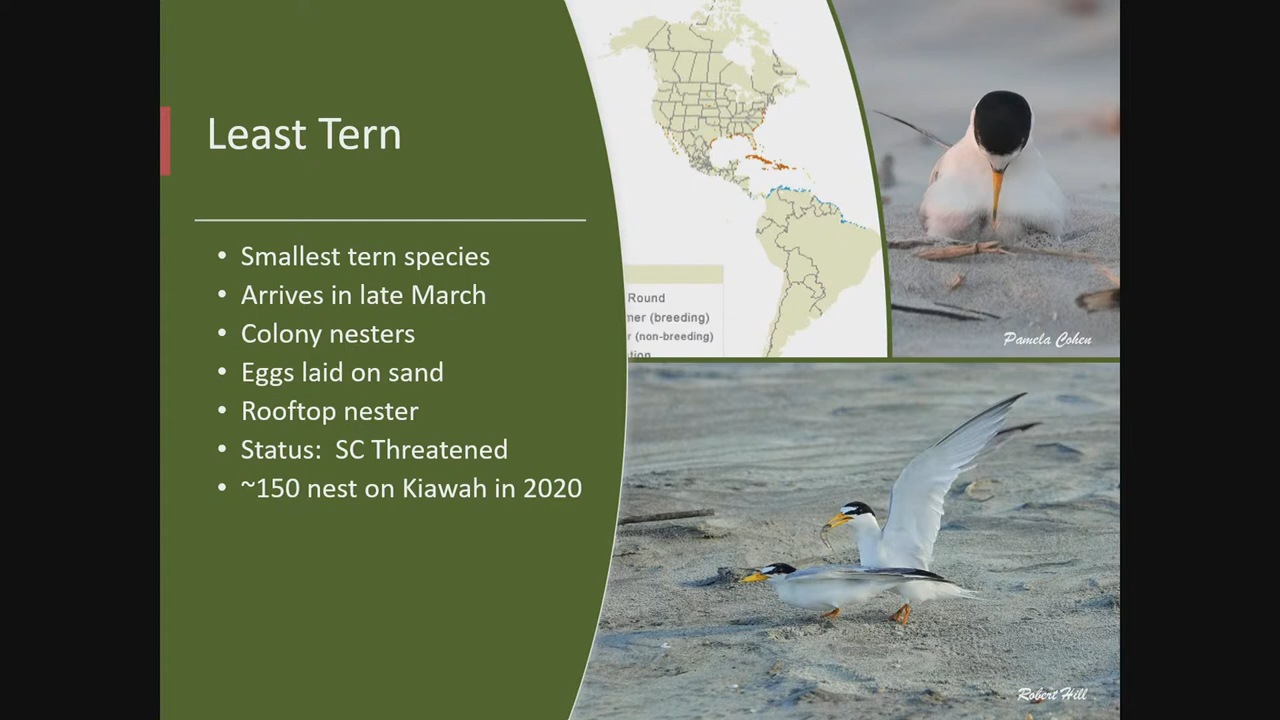 Least Tern
• Smallest tern species
• Arrives in late March
• Colony nesters
• Eggs laid on sand
• Rooftop nester
• Status:  SC Threatened
• ~150 nest on Kiawah in 2020
Round
(breeding)
(non-breeding)
Pamela Cohen
Robert Hill